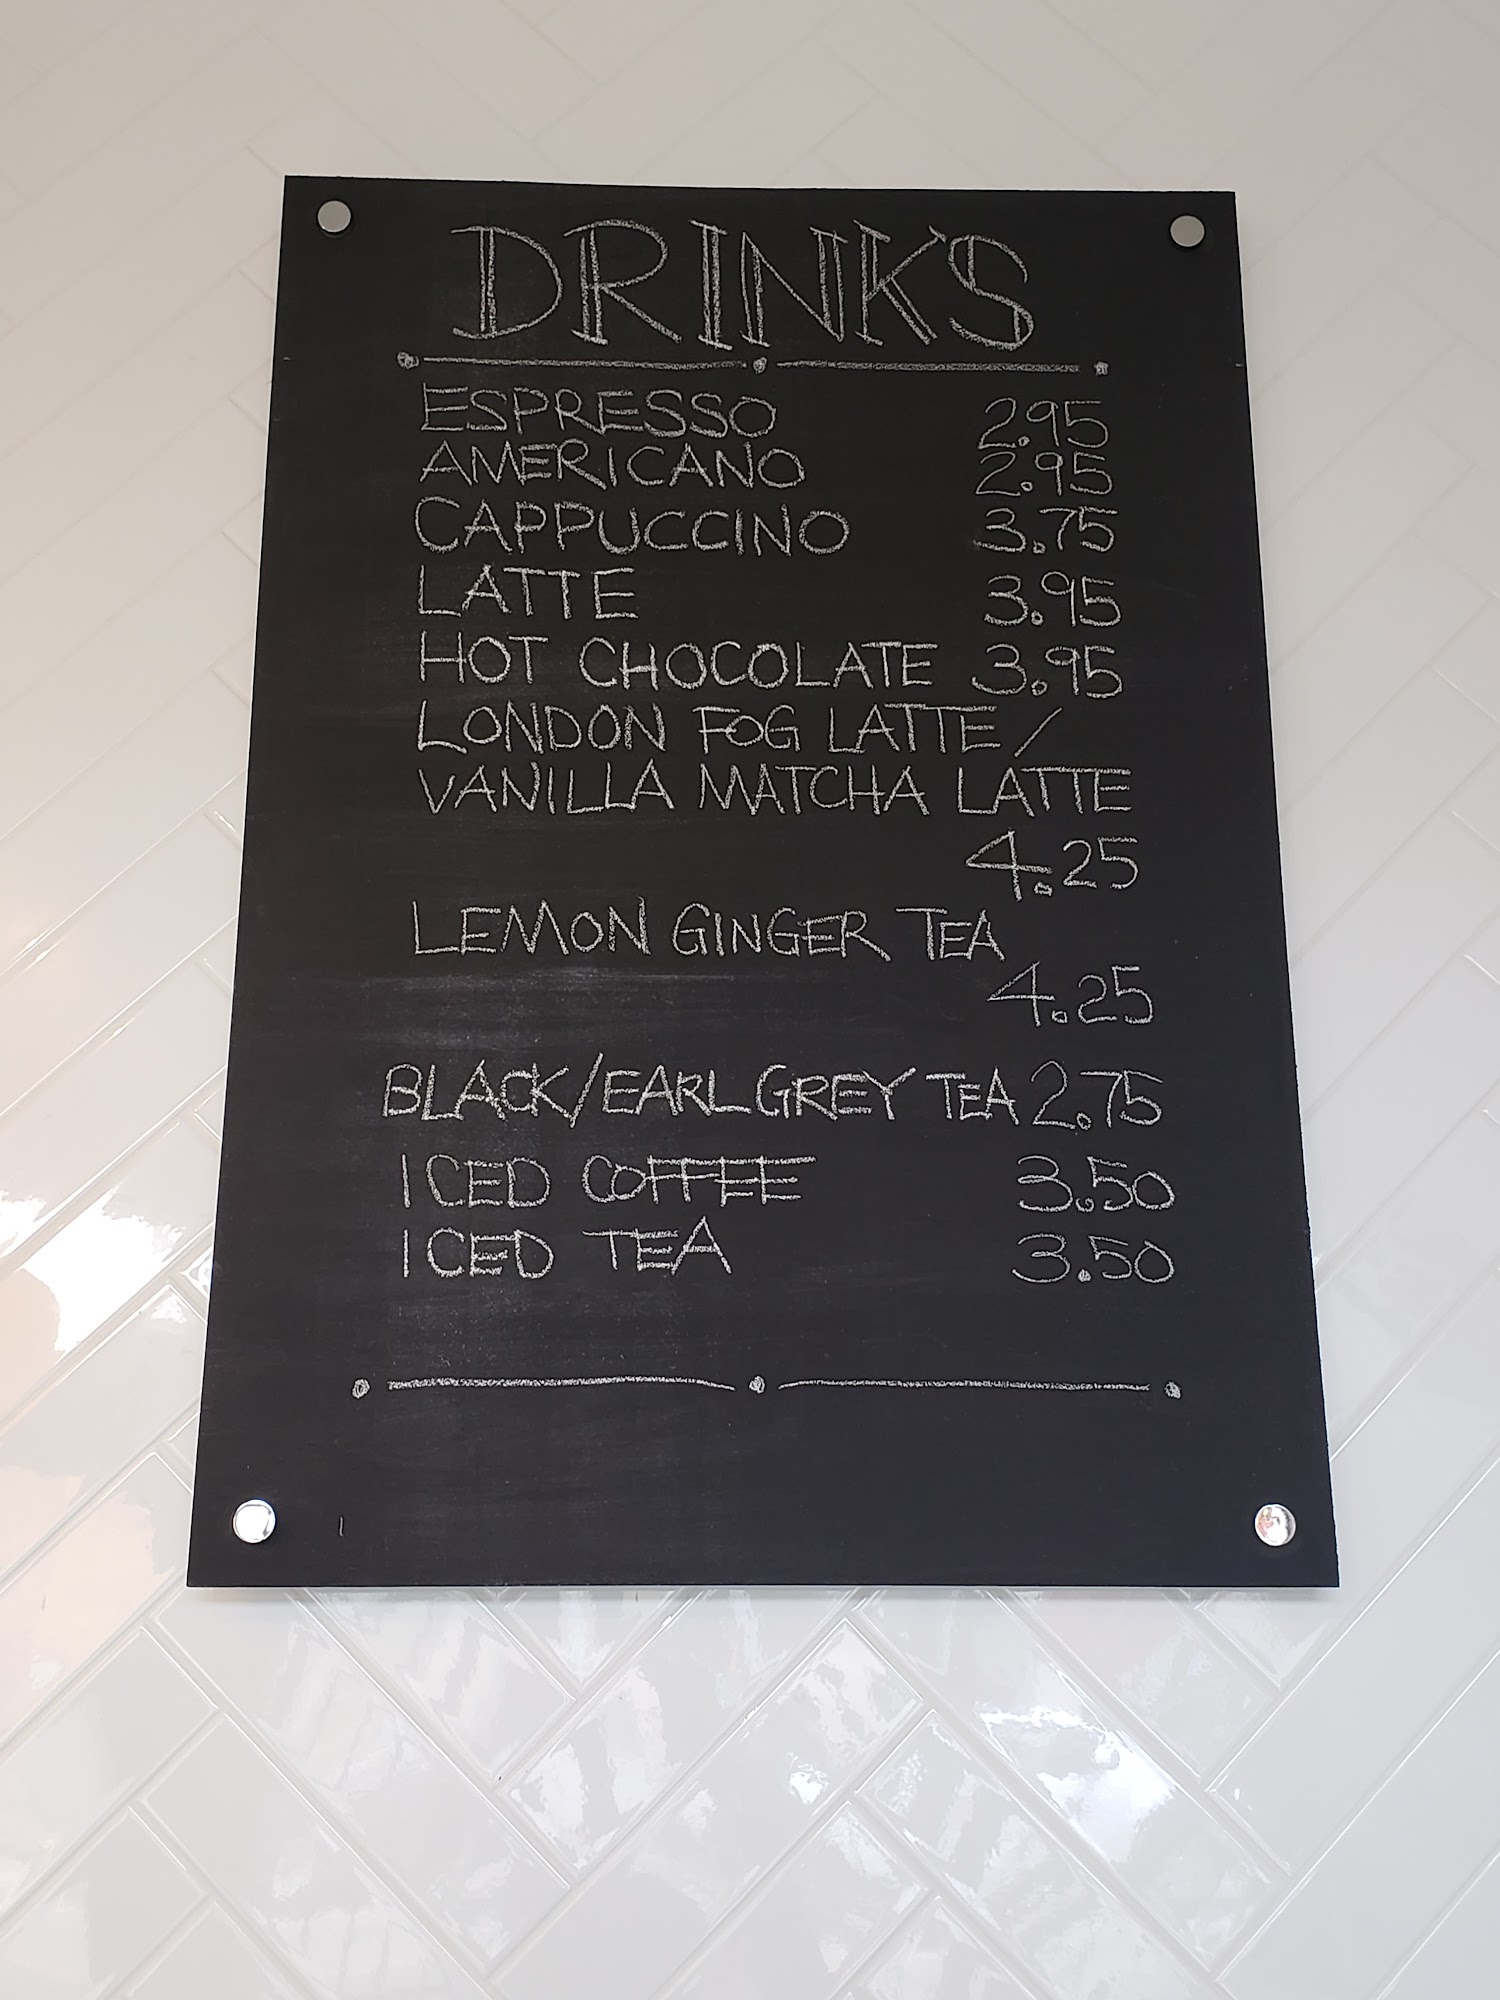 DRINKS
ESPRESSO 2.95
AMERICANO 2.95
CAPPUCCINO 3.75
LATTE 3.95
HOT CHOCOLATE 3.95
LONDON FOG LATTE /
VANILLA MATCHA LATTE
4.25
LEMON GINGER TEA
4.25
BLACK/EARL GREY TEA 2.75
ICED COFFEE 3.50
ICED TEA 3.50